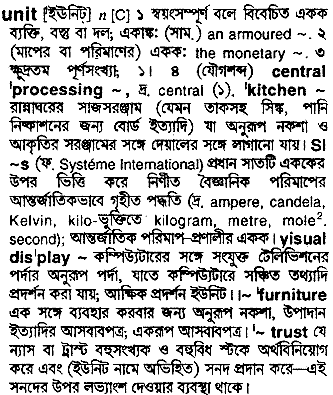 unit [ইউনিট্] n [C] ১ স্বয়ংসম্পূর্ণ বলে বিবেচিত একক
ব্যক্তি, বস্তু বা দল; একাঙ্ক: (সাম.) an armoured ~. ২
(মাপের বা পরিমাণের) একক: the monetary ~. ৩
ক্ষুদ্রতম পূর্ণসংখ্যা, ১। ৪ (যৌগশব্দ) central
'processing ~, দ্র. central (১). 'kitchen ~
রান্নাঘরের সাজসরঞ্জাম (যেমন তাকসহ সিঙ্ক, পানি
নিষ্কাশনের জন্য বোর্ড ইত্যাদি) যা অনুরূপ নকশা ও
আকৃতির সরঞ্জামের সঙ্গে দেয়ালের সঙ্গে লাগানো যায়। SI
~s (ফ. Systéme International) প্রধান সাতটি এককের
উপর ভিত্তি করে নির্ণীত বৈজ্ঞানিক পরিমাপের
আন্তর্জাতিকভাবে গৃহীত পদ্ধতি (দ্র. ampere, candela,
Kelvin, kilo-ভুক্তিতে kilogram, metre, mole².
second); আন্তর্জাতিক পরিমাপ-প্রণালীর একক। visual
dis'play ~ কম্পিউটারের সঙ্গে সংযুক্ত টেলিভিশনের
পর্দার অনুরূপ পর্দা, যাতে কম্পিউটারে সঞ্চিত তথ্যাদি
প্রদর্শন করা যায়; আক্ষিক প্রদর্শন ইউনিট। ।~ 'furniture
এক সঙ্গে ব্যবহার করবার জন্য অনুরূপ নকশা, উপাদান
ইত্যাদির আসবাবপত্র; একরূপ আসবাবপত্র। '~ trust যে
ন্যাস বা ট্রাস্ট বহুসংখ্যক ও বহুবিধ স্টকে অর্থবিনিয়োগ
করে এবং (ইউনিট নামে অভিহিত) সনদ প্রদান করে—এই
সনদের উপর লভ্যাংশ দেওয়ার ব্যবস্থা থাকে।